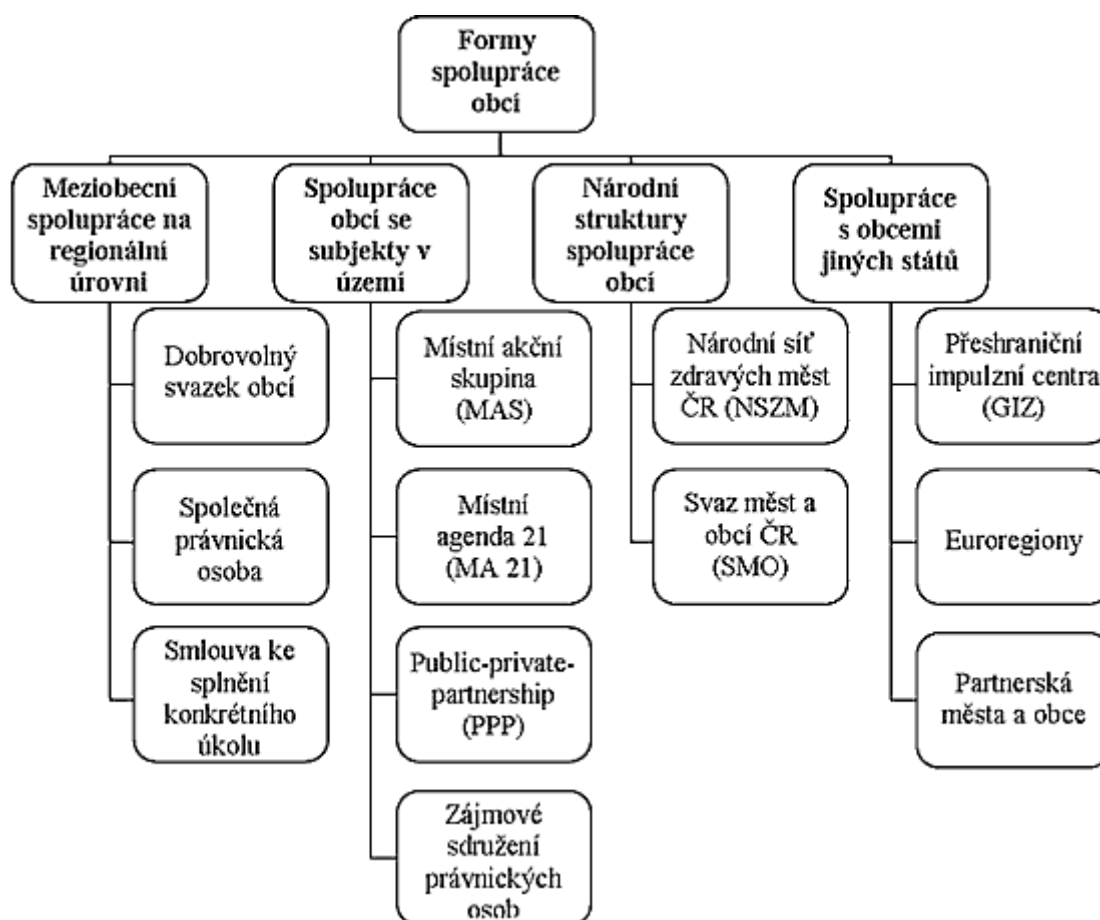 Formy
spolupráce
obcí
Meziobecní
spolupráce na
regionální
úrovni
Spolupráce
obcí se
subjekty v
území
Národní
struktury
spolupráce
obcí
Spolupráce
s obcemi
jiných států
Dobrovolný
svazek obcí
Společná
právnická
osoba
Smlouva ke
splnění
konkrétního
úkolu
Místní akční
skupina
(MAS)
Místní
agenda 21
(MA 21)
Public-private-
partnership
(PPP)
Zájmové
sdružení
právnických
osob
Národní síť
zdravých měst
ČR (NSZM)
Svaz měst a
obcí ČR
(SMO)
Přeshraniční
impulzní centra
(GIZ)
Euroregiony
Partnerská
města a obce